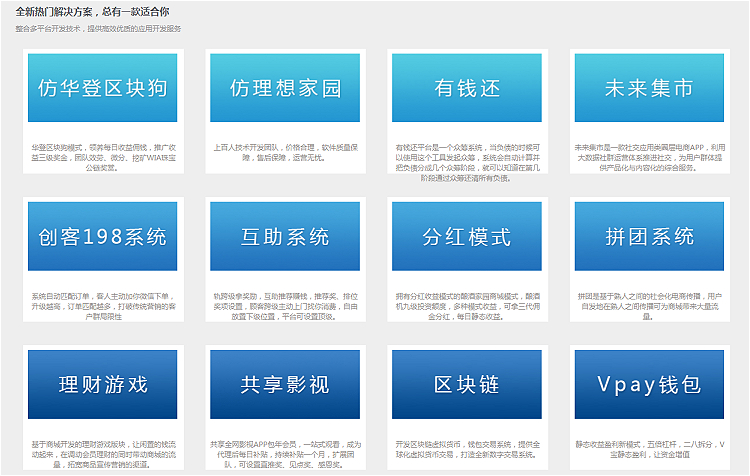 全新热门解决方案，总有一款适合你
整合多平台开发技术，提供高效优质的应用开发服务
仿华登区块狗
华登区块狗模式，领养每日收益佣钱，推广收
益三级奖金，团队效劳、微分、挖矿WIA珠宝
公链奖赏。
仿理想家园
上百人技术开发团队，价格合理，软件质量保
障，售后保障，运营无忧。
有钱还
有钱还平台是一个众筹系统，当负债的时候可
以使用这个工具发起众筹，系统会自动计算并
把负债分成几个众筹阶段，就可以知道在第几
阶段通过众筹还清所有负债。
未来集市
未来集市是一款社交应用类圈层电商APP，利用
大数据社群运营体系推进社交，为用户群体提
供产品化与内容化的综合服务。
创客198系统
系统自动匹配订单，客人主动加你微信下单，
升级越高，订单匹配越多，打破传统营销的客
户群局限性
互助系统
轨跨级拿奖励，互助推荐赚钱，推荐奖、排位
奖项设置，顾客跨级主动上门找你消费，自由
放置下级位置，平台可设置顶级。
分红模式
拥有分红收益模式的酿酒家园商城模式，酿酒
机九级投资额度，多种模式收益，可拿三代佣
金分红，每日静态收益。
拼团系统
拼团是基于熟人之间的社会化电商传播，用户
自发地在熟人之间传播可为商城带来大量流
量。
理财游戏
基于商城开发的理财游戏版块，让闲置的钱流
动起来，在调动会员理财的同时带动商城的流
量，拓宽商品宣传营销的渠道。
共享影视
共享全网影视APP包年会员，一站式观看，成为
代理后每日补贴，持续补贴一个月，扩展团
队，可设置直推奖、见点奖、感恩奖。
区块链
开发区块链虚拟货币，钱包交易系统，提供全
球化虚拟货币交易，打造全新数字交易系统。
Vpay钱包
静态收益盈利新模式，五倍杠杆，二八拆分，V
宝静态盈利，让资金增值